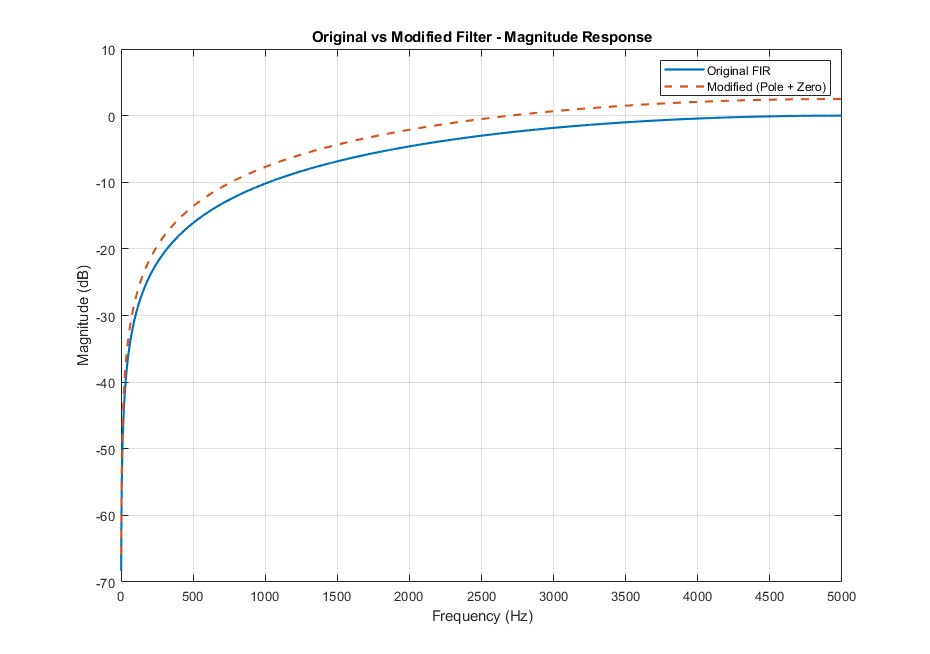 Original vs Modified Filter - Magnitude Response
Original FIR
Modified (Pole + Zero)
Magnitude (dB)
10
0
-10
-20
-30
-40
-50
-60
-70
0 500 1000 1500 2000 2500 3000 3500 4000 4500 5000
Frequency (Hz)